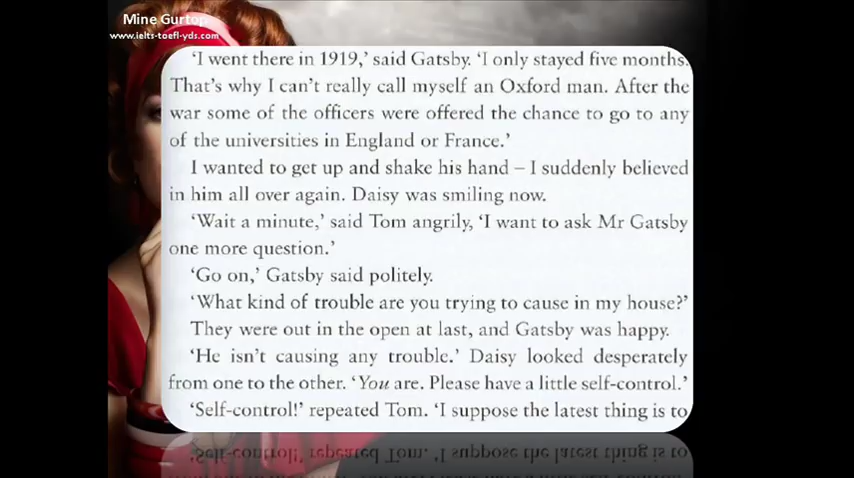 Mine Gurtop
www.ielts-toefl-yds.com
‘I went there in 1919,’ said Gatsby. ‘I only stayed five months.
That’s why I can’t really call myself an Oxford man. After the
war some of the officers were offered the chance to go to any
of the universities in England or France.’
I wanted to get up and shake his hand – I suddenly believed
in him all over again. Daisy was smiling now.
‘Wait a minute,’ said Tom angrily, ‘I want to ask Mr Gatsby
one more question.’
‘Go on,’ Gatsby said politely.
‘What kind of trouble are you trying to cause in my house?’
They were out in the open at last, and Gatsby was happy.
‘He isn’t causing any trouble.’ Daisy looked desperately
from one to the other. ‘You are. Please have a little self-control.’
‘Self-control!’ repeated Tom. ‘I suppose the latest thing is to